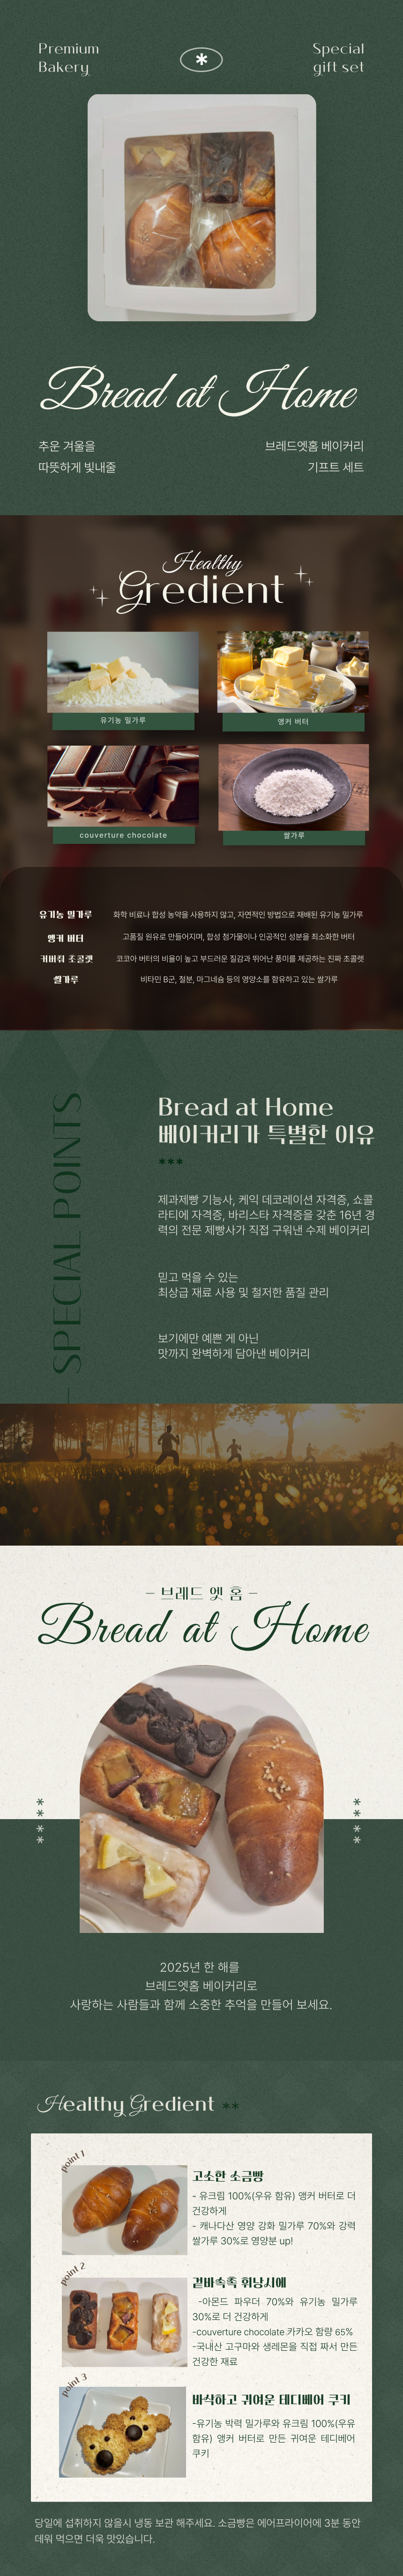 Premium
Bakery
Special
gift set
Bread at Home
추운 겨울을
따뜻하게 빛내줄
브레드엣홈 베이커리
기프트 세트
Healthy
Gredient
유기농 밀가루
앵커 버터
couverture chocolate
쌀가루
유기농 밀가루 화학 비료나 합성 농약을 사용하지 않고, 자연적인 방법으로 재배된 유기농 밀가루
앵커 버터 고품질 원유로 만들어지며, 합성 첨가물이나 인공적인 성분을 최소화한 버터
커버춰 초콜렛 코코아 버터의 비율이 높고 부드러운 질감과 뛰어난 풍미를 제공하는 진짜 초콜렛
쌀가루 비타민 B군, 철분, 마그네슘 등의 영양소를 함유하고 있는 쌀가루
SPECIAL POINTS
Bread at Home
베이커리가 특별한 이유
***
제과제빵 기능사, 케익 데코레이션 자격증, 쇼콜
라티에 자격증, 바리스타 자격증을 갖춘 16년 경
력의 전문 제빵사가 직접 구워낸 수제 베이커리
믿고 먹을 수 있는
최상급 재료 사용 및 철저한 품질 관리
보기에만 예쁜 게 아닌
맛까지 완벽하게 담아낸 베이커리
– 브래드 엣 홈 –
Bread at Home
2025년 한 해를
브레드엣홈 베이커리로
사랑하는 사람들과 함께 소중한 추억을 만들어 보세요.
Healthy Gredient **
point 1
고소한 소금빵
- 유크림 100%(우유 함유) 앵커 버터로 더
건강하게
- 캐나다산 영양 강화 밀가루 70%와 강력
쌀가루 30%로 영양분 up!
point 2
겉바속촉 휘낭시에
-아몬드 파우더 70%와 유기농 밀가루
30%로 더 건강하게
-couverture chocolate 카카오 함량 65%
-국내산 고구마와 생레몬을 직접 짜서 만든
건강한 재료
point 3
바삭하고 귀여운 테디베어 쿠키
-유기농 박력 밀가루와 유크림 100%(우유
함유) 앵커 버터로 만든 귀여운 테디베어
쿠키
당일에 섭취하지 않을시 냉동 보관 해주세요. 소금빵은 에어프라이어에 3분 동안
데워 먹으면 더욱 맛있습니다.